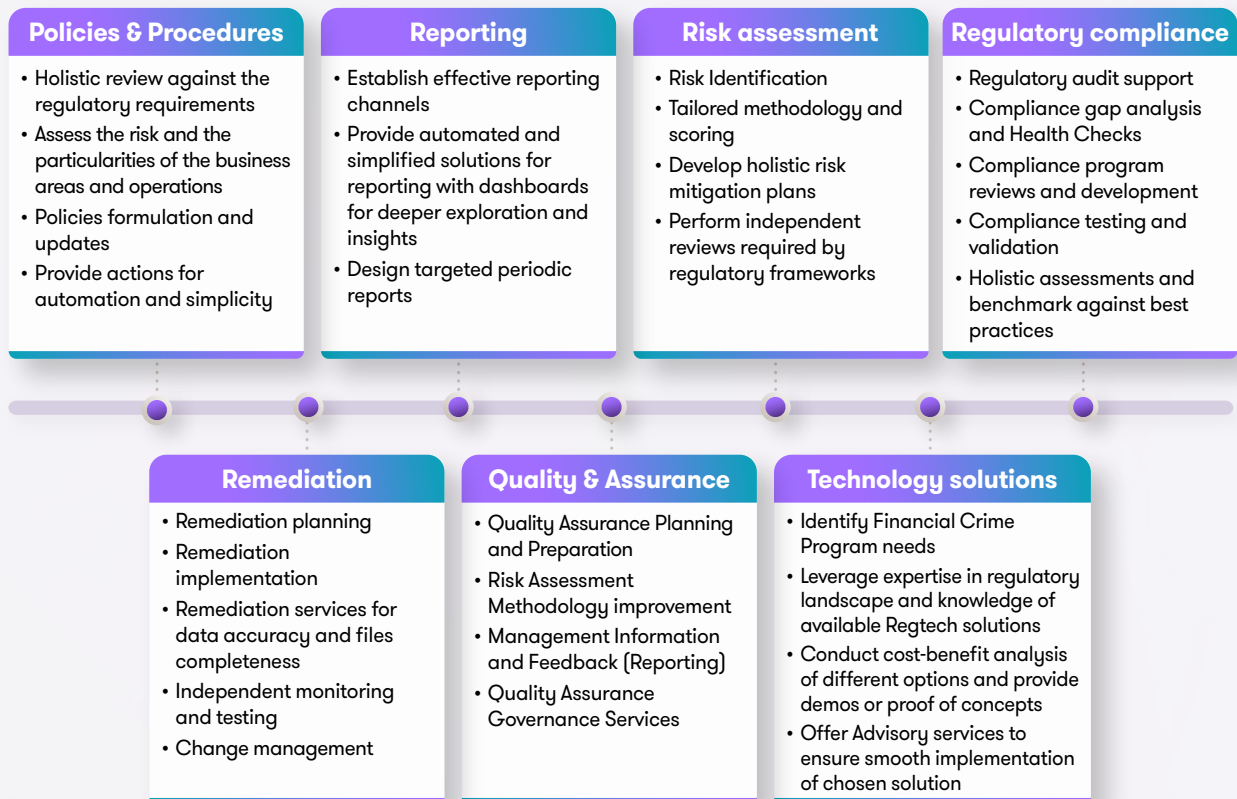 Policies & Procedures
• Holistic review against the
regulatory requirements
• Assess the risk and the
particularities of the business
areas and operations
• Policies formulation and
updates
• Provide actions for
automation and simplicity
Reporting
• Establish effective reporting
channels
• Provide automated and
simplified solutions for
reporting with dashboards
for deeper exploration and
insights
• Design targeted periodic
reports
Risk assessment
• Risk Identification
• Tailored methodology and
scoring
• Develop holistic risk
mitigation plans
• Perform independent
reviews required by
regulatory frameworks
Regulatory compliance
• Regulatory audit support
• Compliance gap analysis
and Health Checks
• Compliance program
reviews and development
• Compliance testing and
validation
• Holistic assessments and
benchmark against best
practices
Remediation
• Remediation planning
• Remediation
implementation
• Remediation services for
data accuracy and files
completeness
• Independent monitoring
and testing
• Change management
Quality & Assurance
• Quality Assurance Planning
and Preparation
• Risk Assessment
Methodology improvement
• Management Information
and Feedback (Reporting)
• Quality Assurance
Governance Services
Technology solutions
• Identify Financial Crime
Program needs
• Leverage expertise in regulatory
landscape and knowledge of
available Regtech solutions
• Conduct cost-benefit analysis
of different options and provide
demos or proof of concepts
• Offer Advisory services to
ensure smooth implementation
of chosen solution